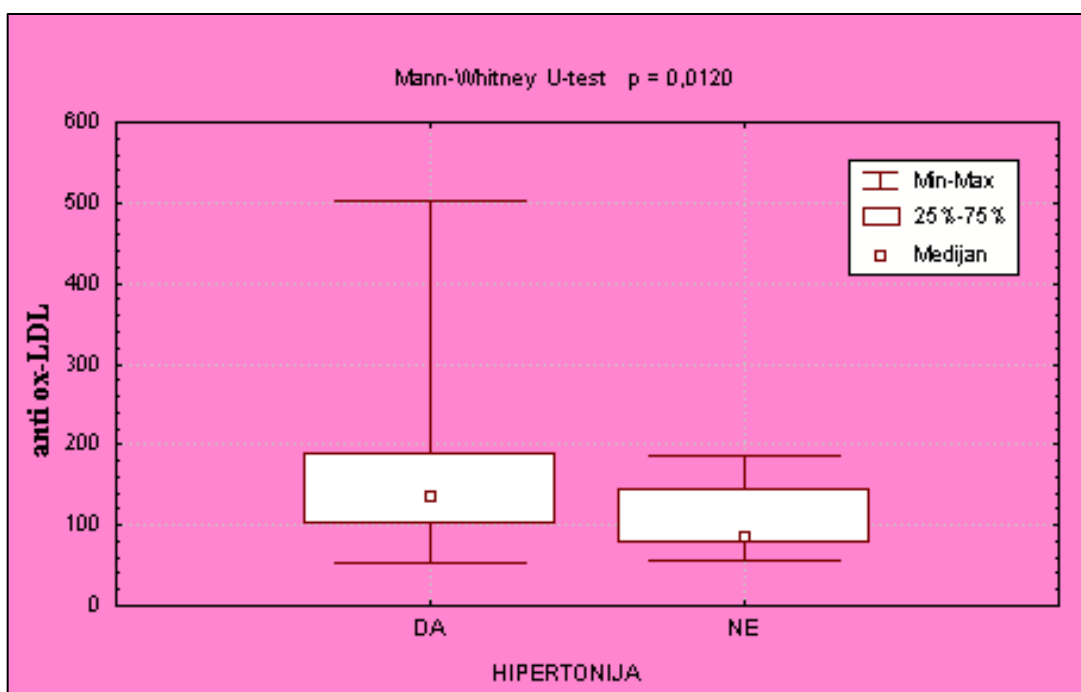 Mann-Whitney U-test p = 0,0120
600
500
400
300
200
100
0
anti ox-LDL
Min-Max
25%-75%
Medijan
DA
NE
HIPERTONIJA